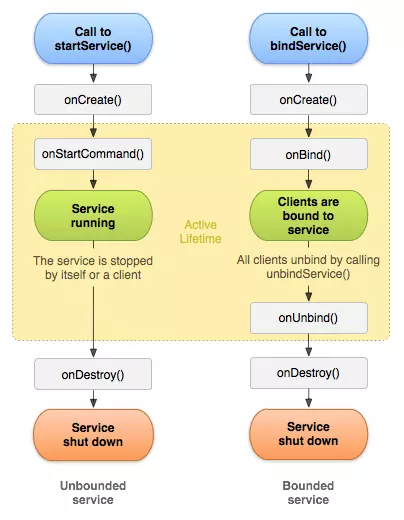 Call to
startService()
onCreate()
onStartCommand()
Service
running
The service is stopped
by itself or a client
onDestroy()
Service
shut down
Unbounded
service
Active
Lifetime
Call to
bindService()
onCreate()
onBind()
Clients are
bound to
service
All clients unbind by calling
unbindService()
onUnbind()
onDestroy()
Service
shut down
Bounded
service